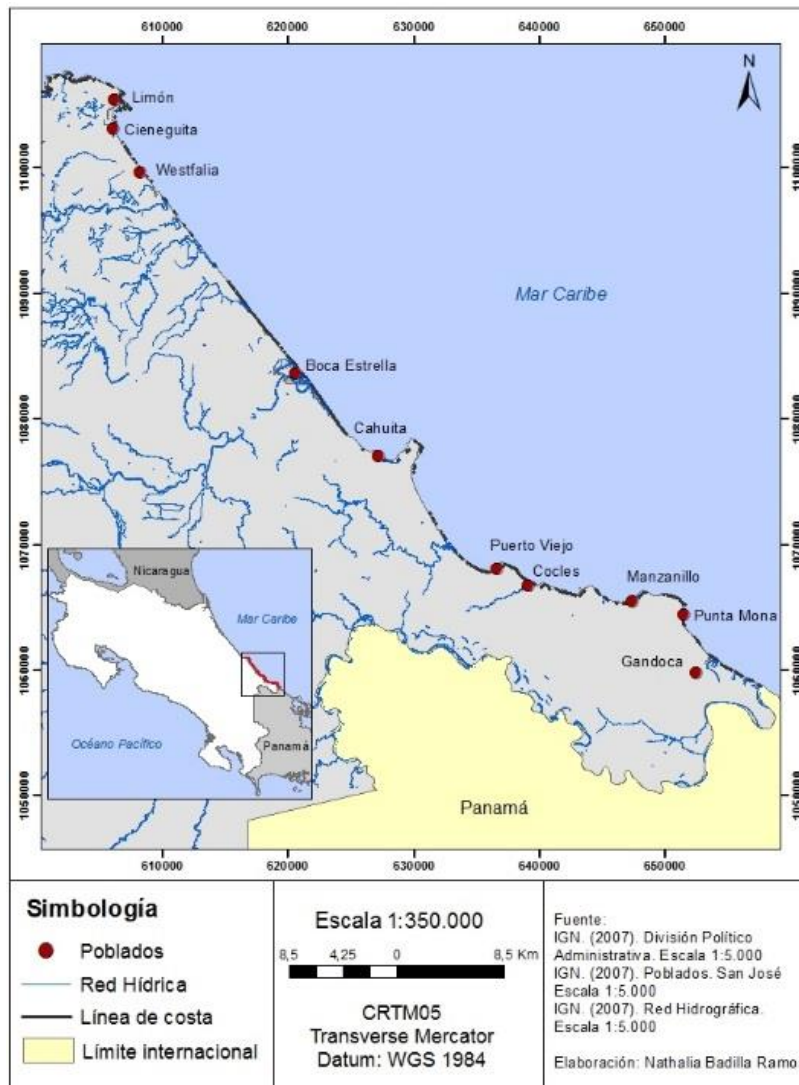 610000
620000
630000
640000
650000
N
1100000
1090000
1080000
1070000
1060000
1050000
1100000
1090000
1080000
1070000
1060000
1050000
Limón
Cieneguita
Westfalia
Mar Caribe
Boca Estrella
Cahuita
Puerto Viejo
Cocles
Manzanillo
Punta Mona
Gandoca
Panamá
Nicaragua
Mar Caribe
Océano Pacífico
Panamá
610000
620000
630000
640000
650000
Simbología
Poblados
Red Hídrica
Línea de costa
Límite internacional
Escala 1:350.000
8,5 4,25 0 8,5 Km
CRTM05
Transverse Mercator
Datum: WGS 1984
Fuente:
IGN. (2007). División Político
Administrativa. Escala 1:5.000
IGN. (2007). Poblados. San José
Escala 1:5.000
IGN. (2007). Red Hidrográfica.
Escala 1:5.000
Elaboración: Nathalia Badilla Ramo